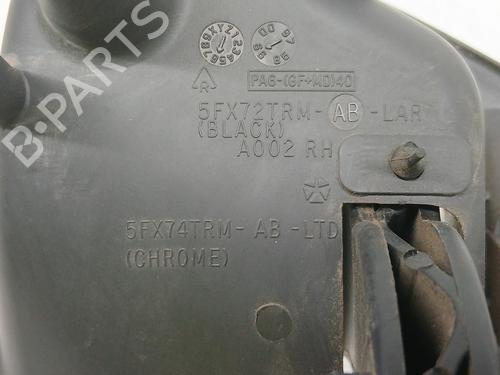 PA6-(GF+MD)40
5FX72TRM-AB-LAR
(BLACK)
A002 RH
5FX74TRM-AB-LTD
(CHROME)
B-PARTS